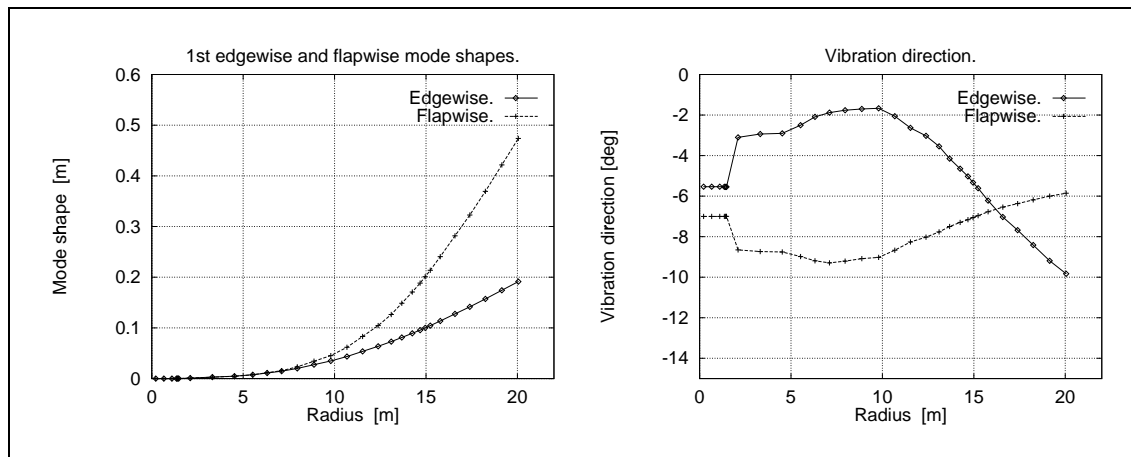 1st edgewise and flapwise mode shapes.
0.6
0.5
0.4
0.3
0.2
0.1
0
Mode shape [m]
Edgewise.
Flapwise.
0 5 10 15 20
Radius [m]
Vibration direction.
0
-2
-4
-6
-8
-10
-12
-14
Vibration direction [deg]
Edgewise.
Flapwise.
0 5 10 15 20
Radius [m]